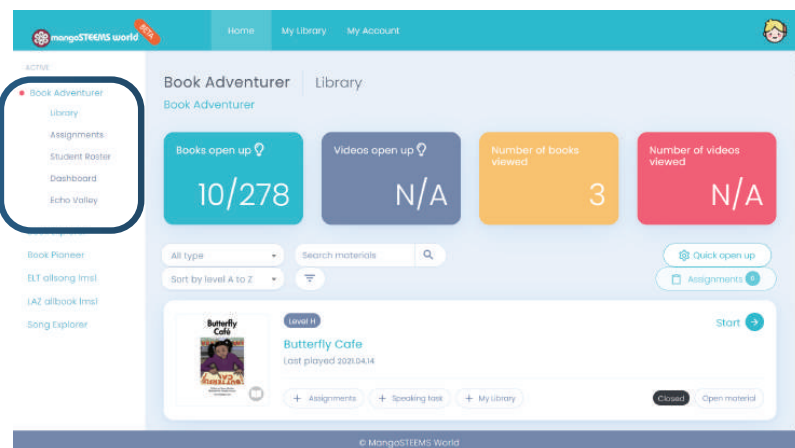 mangoSTEEMS world
BETA
Home
My Library
My Account
ACTIVE
Book Adventurer
Library
Assignments
Student Roster
Dashboard
Echo Valley
Book Pioneer
ELT allsong lms1
LAZ allbook lms1
Song Explorer
Book Adventurer
Library
Book Adventurer
Books open up
10/278
Videos open up
N/A
Number of books
viewed
3
Number of videos
viewed
N/A
All type
Search materials
Quick open up
Sort by level A to Z
Assignments 6
Butterfly
Café
Level H
Butterfly Cafe
Last played 2021.04.14
Start
+ Assignments
+ Speaking task
+ My Library
Closed
Open material
© MangoSTEEMS World